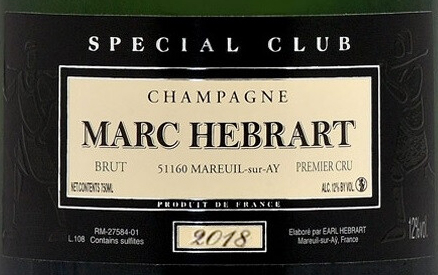 SPECIAL CLUB
CHAMPAGNE
MARC HEBRART
BRUT 51160 MAREUIL-sur-AY PREMIER CRU
NET.CONTENTS 750ML ALC. 12% BY VOL
PRODUIT DE FRANCE
RM-27584-01 Elaboré par EARL HEBRART
L.108 Contains sulfites 2018 Mareuil-sur-Aÿ, France 12%vol